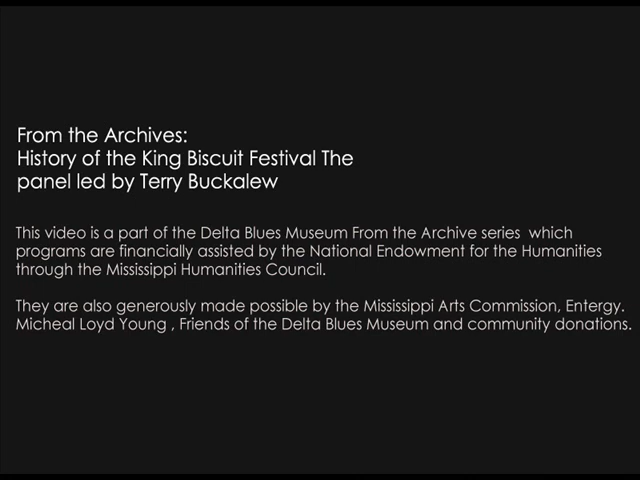 From the Archives:
History of the King Biscuit Festival The
panel led by Terry Buckalew
This video is a part of the Delta Blues Museum From the Archive series which
programs are financially assisted by the National Endowment for the Humanities
through the Mississippi Humanities Council.
They are also generously made possible by the Mississippi Arts Commission, Entergy.
Micheal Loyd Young , Friends of the Delta Blues Museum and community donations.